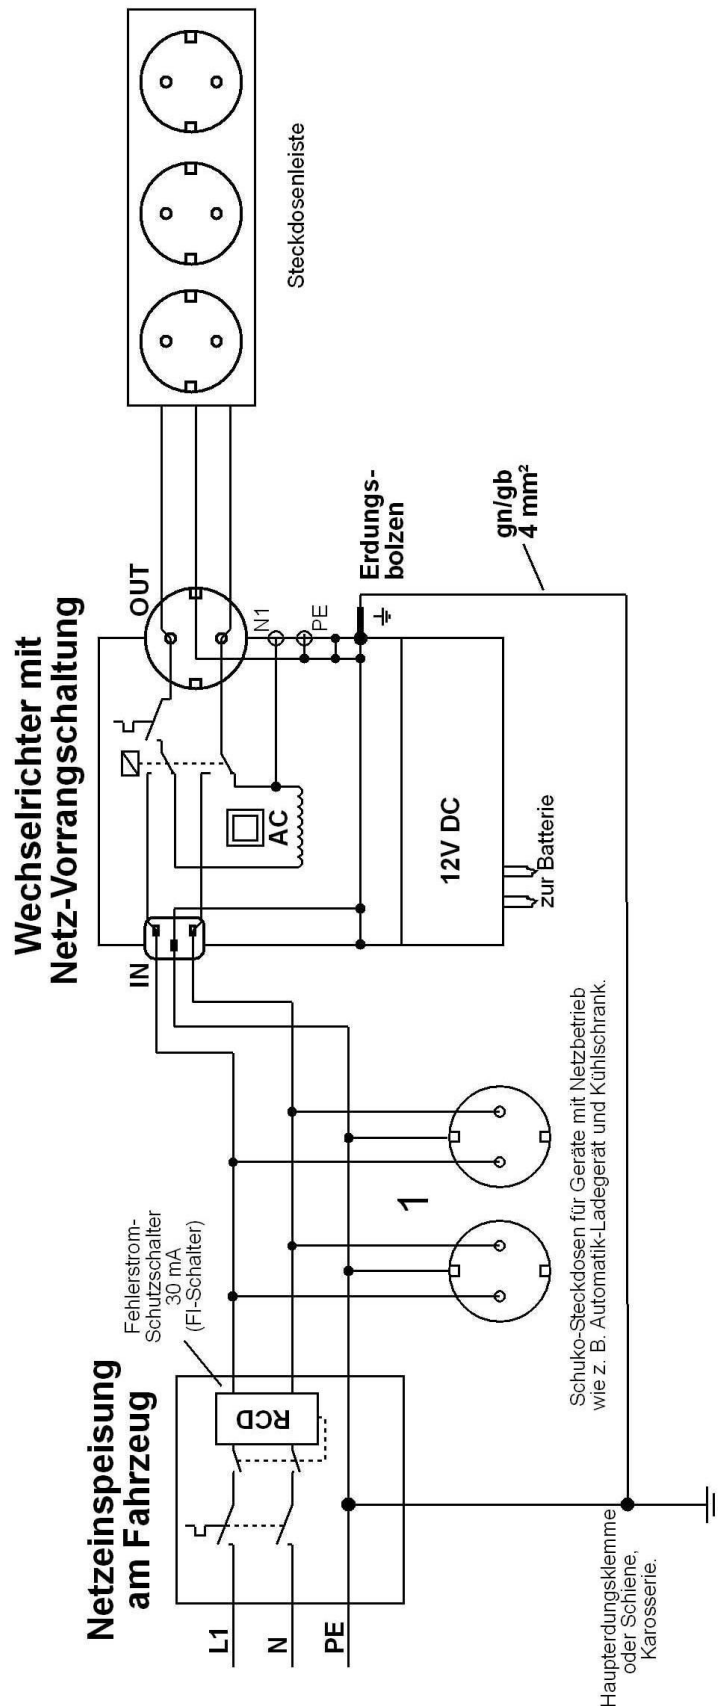 Netzeinspeisung
am Fahrzeug
L1
N
PE
Fehlerstrom-
Schutzschalter
30 mA
(FI-Schalter)
RCD
Haupterdungsklemme
oder Schiene,
Karosserie.
1
Schuko-Steckdosen für Geräte mit Netzbetrieb
wie z. B. Automatik-Ladegerät und Kühlschrank.
Wechselrichter mit
Netz-Vorrangschaltung
IN
OUT
AC
N1
PE
12V DC
zur Batterie
Erdungs-
bolzen
gn/gb
4 mm²
Steckdosenleiste